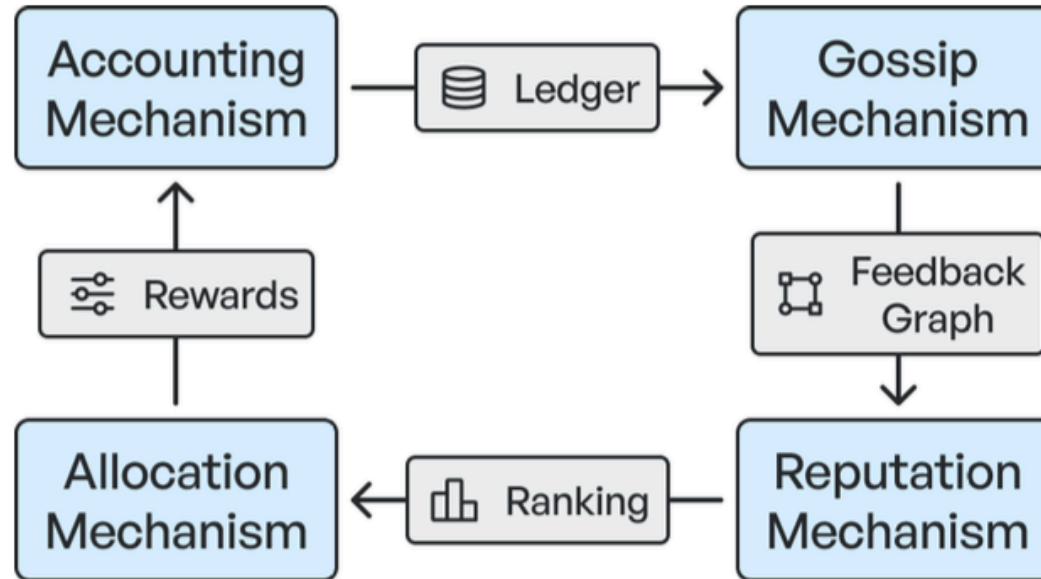 Accounting
Mechanism
Ledger
Gossip
Mechanism
Rewards
Feedback
Graph
Allocation
Mechanism
Ranking
Reputation
Mechanism